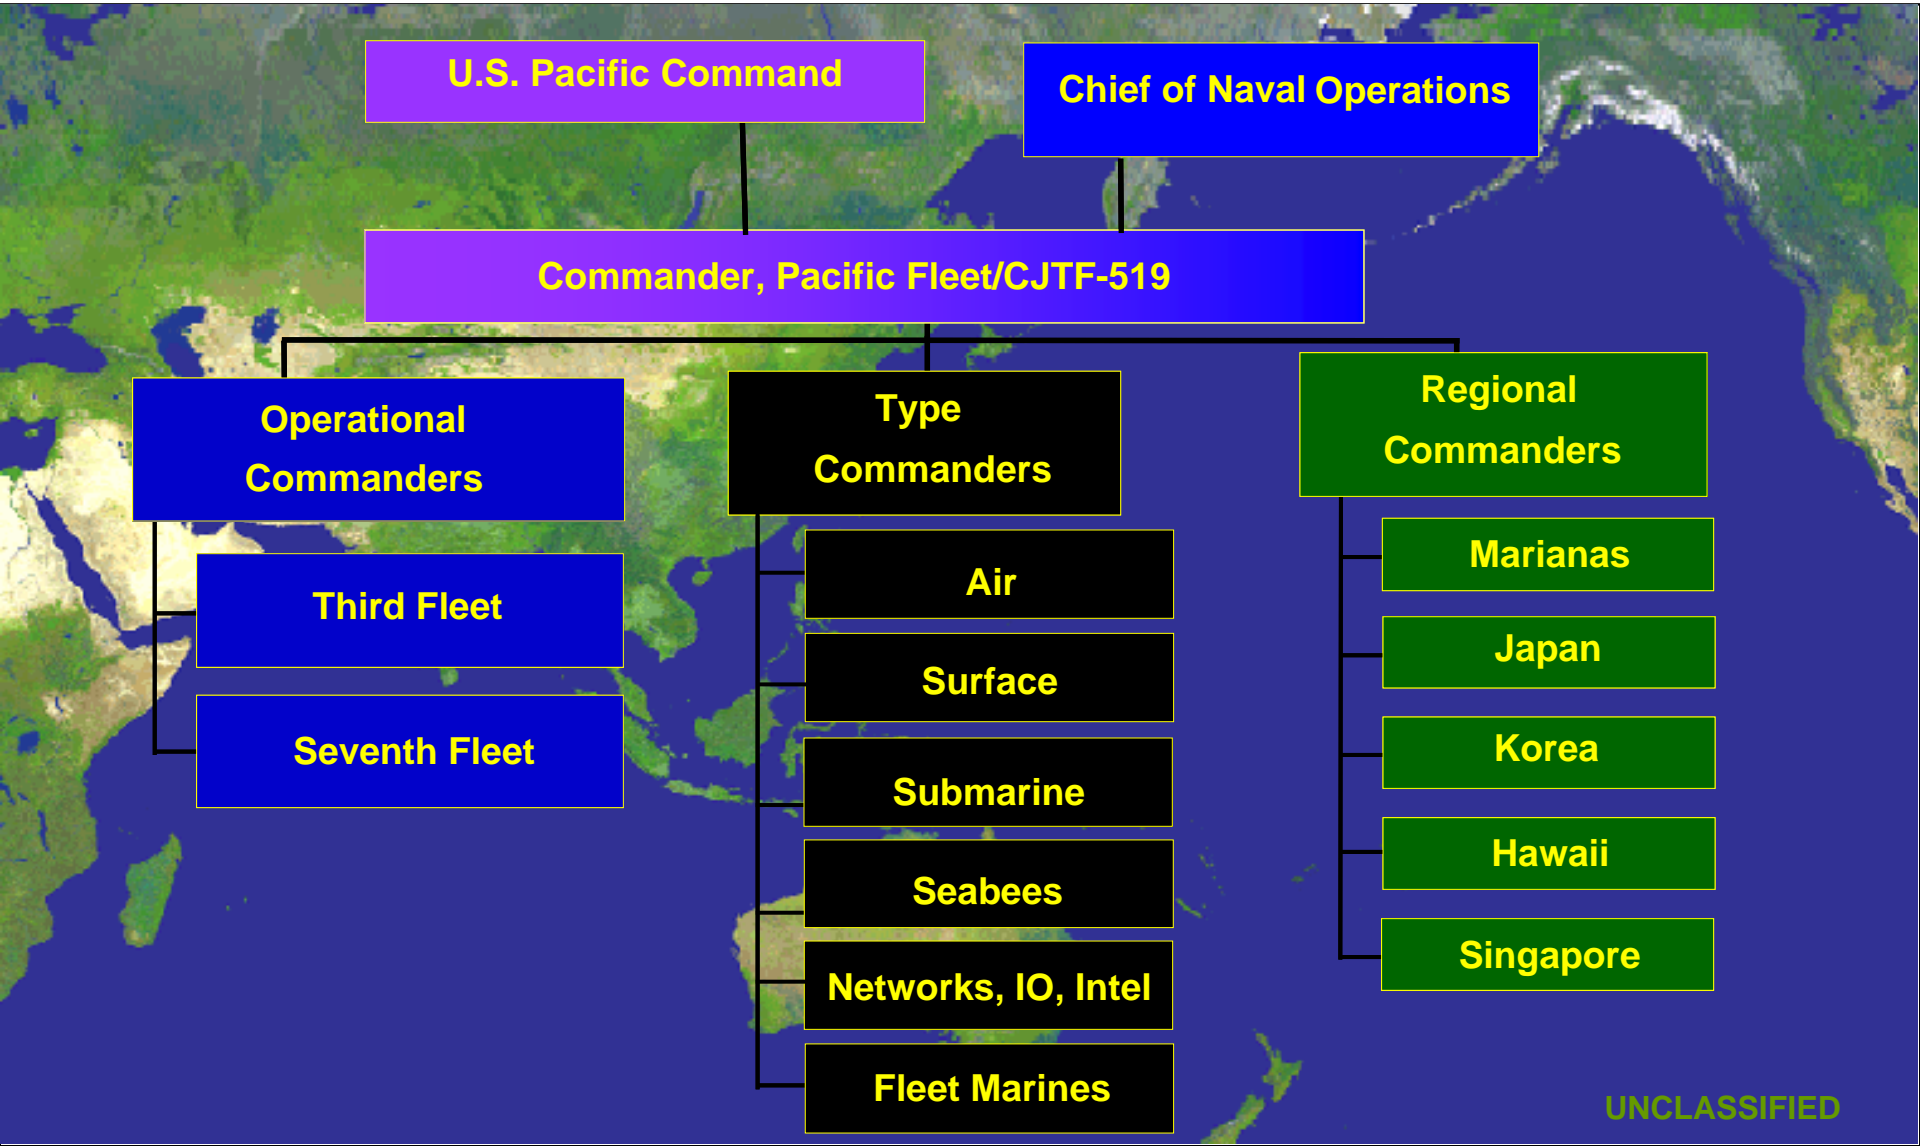 U.S. Pacific Command
Chief of Naval Operations
Commander, Pacific Fleet/CJTF-519
Operational
Commanders
Third Fleet
Seventh Fleet
Type
Commanders
Air
Surface
Submarine
Seabees
Networks, IO, Intel
Fleet Marines
Regional
Commanders
Marianas
Japan
Korea
Hawaii
Singapore
UNCLASSIFIED